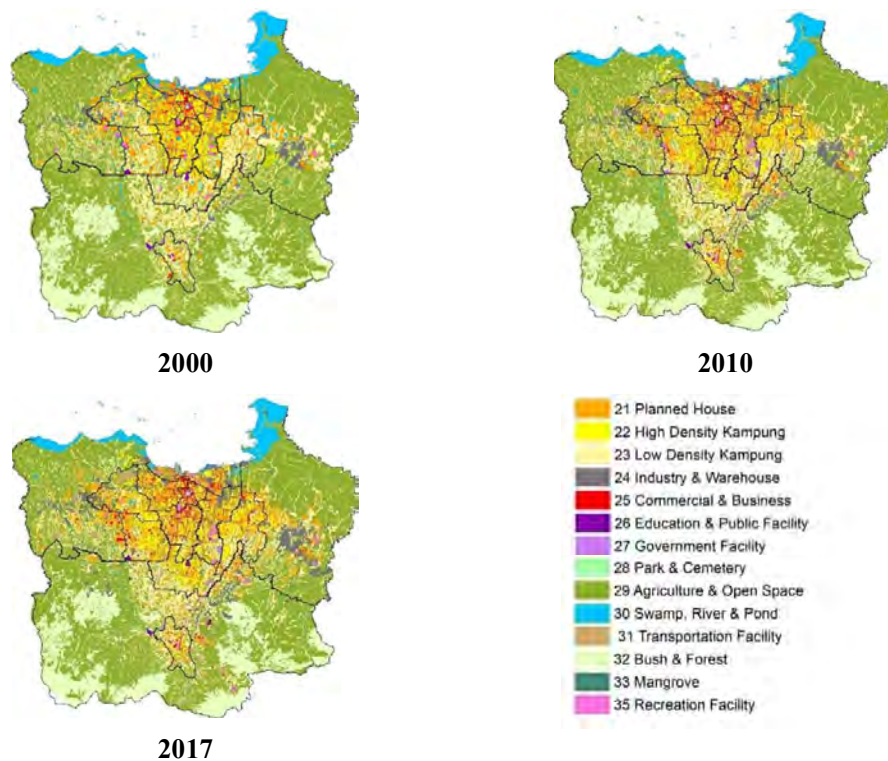 2000
2010
2017
21 Planned House
22 High Density Kampung
23 Low Density Kampung
24 Industry & Warehouse
25 Commercial & Business
26 Education & Public Facility
27 Government Facility
28 Park & Cemetery
29 Agriculture & Open Space
30 Swamp, River & Pond
31 Transportation Facility
32 Bush & Forest
33 Mangrove
35 Recreation Facility